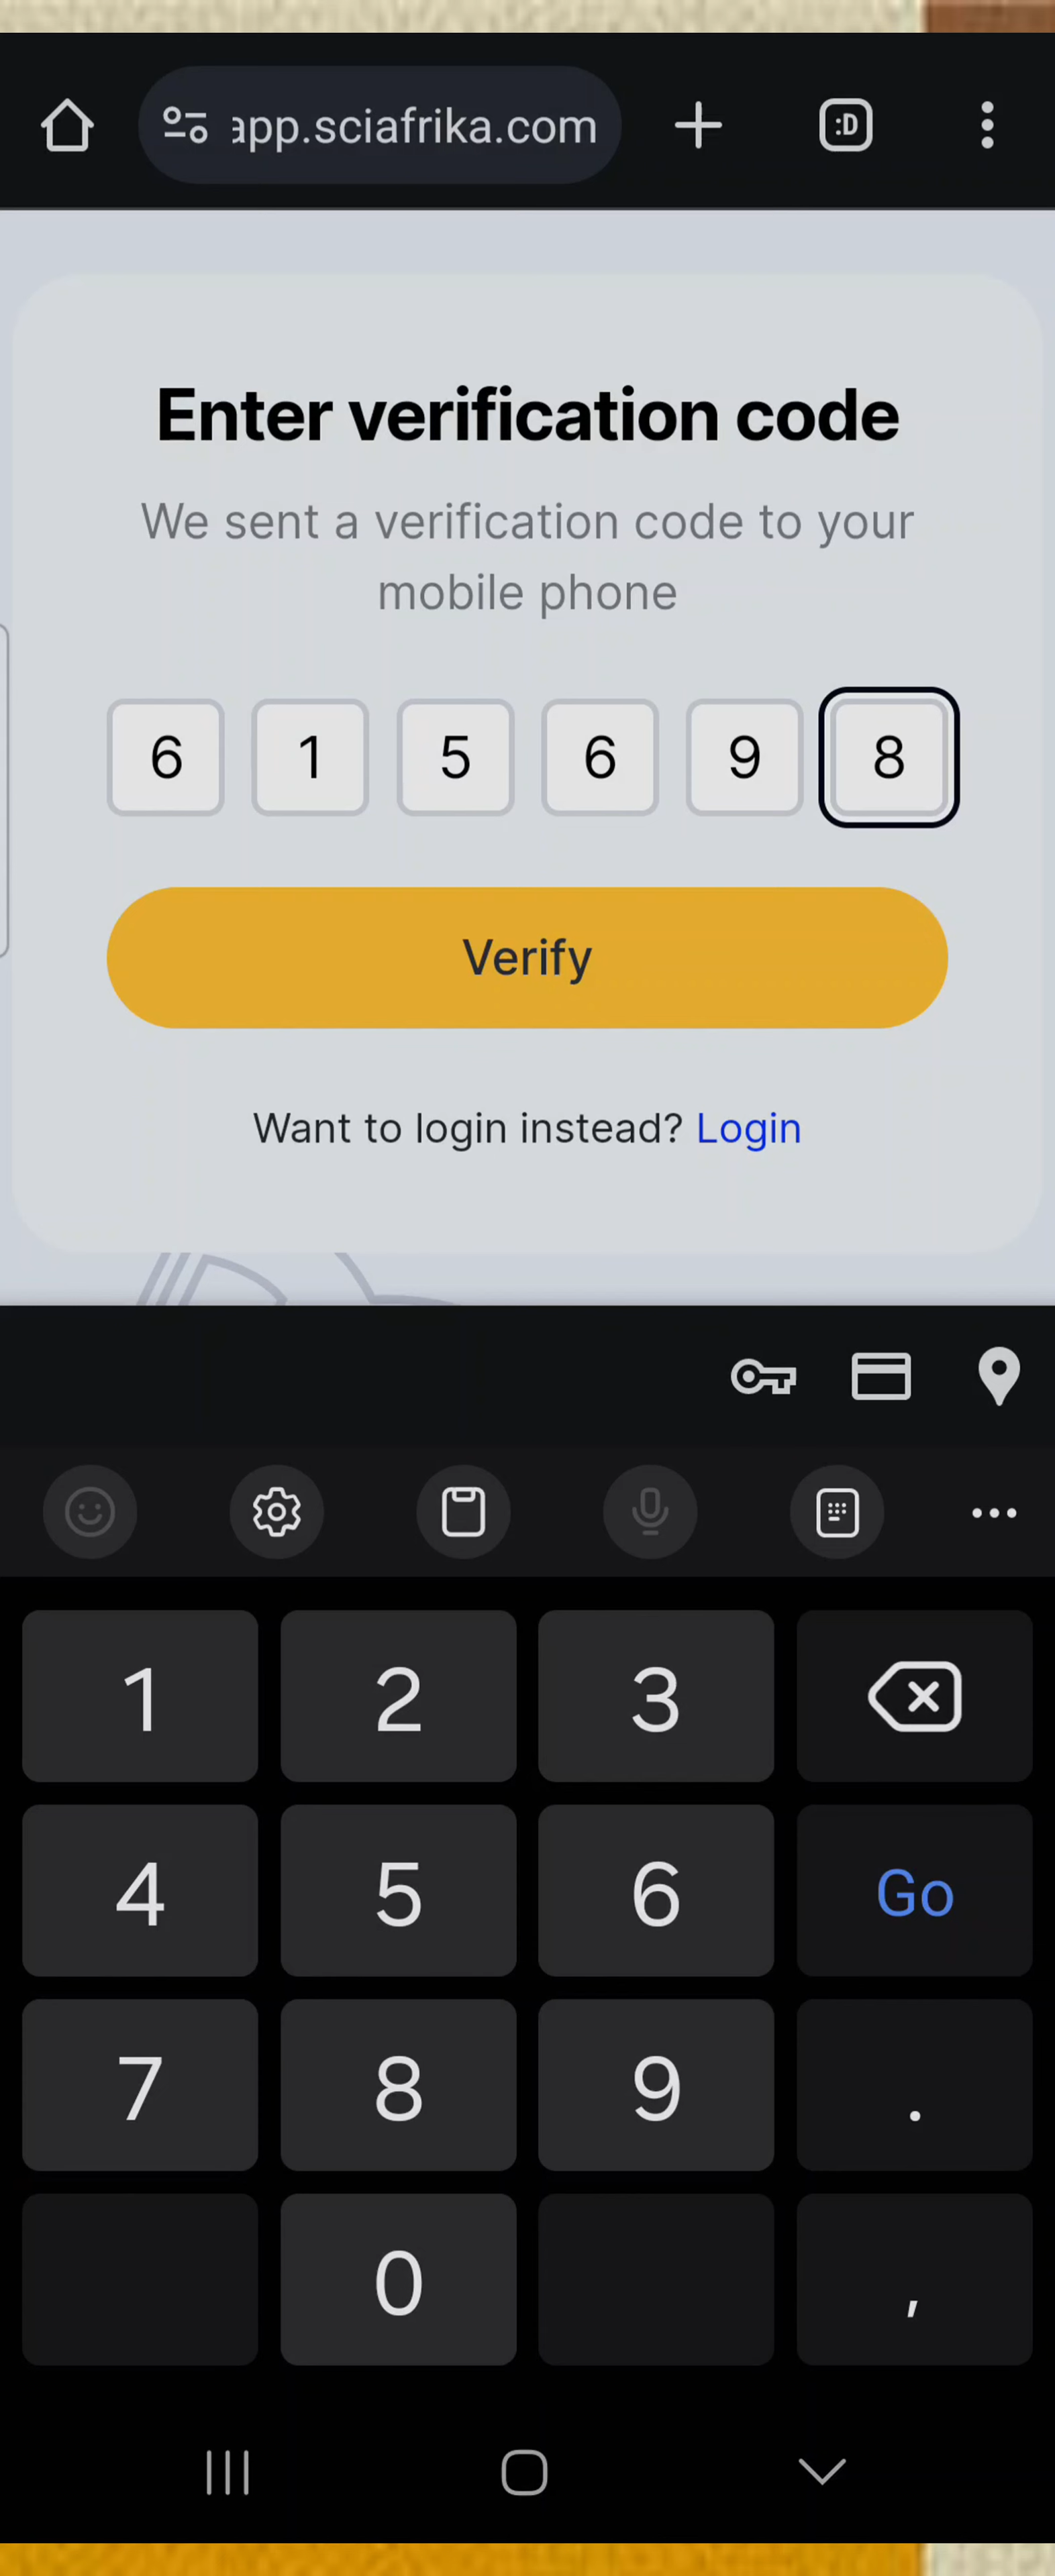 app.sciafrika.com
:D
Enter verification code
We sent a verification code to your
mobile phone
6 1 5 6 9 8
Verify
Want to login instead? Login
1 2 3
4 5 6 Go
7 8 9 .
0 ,